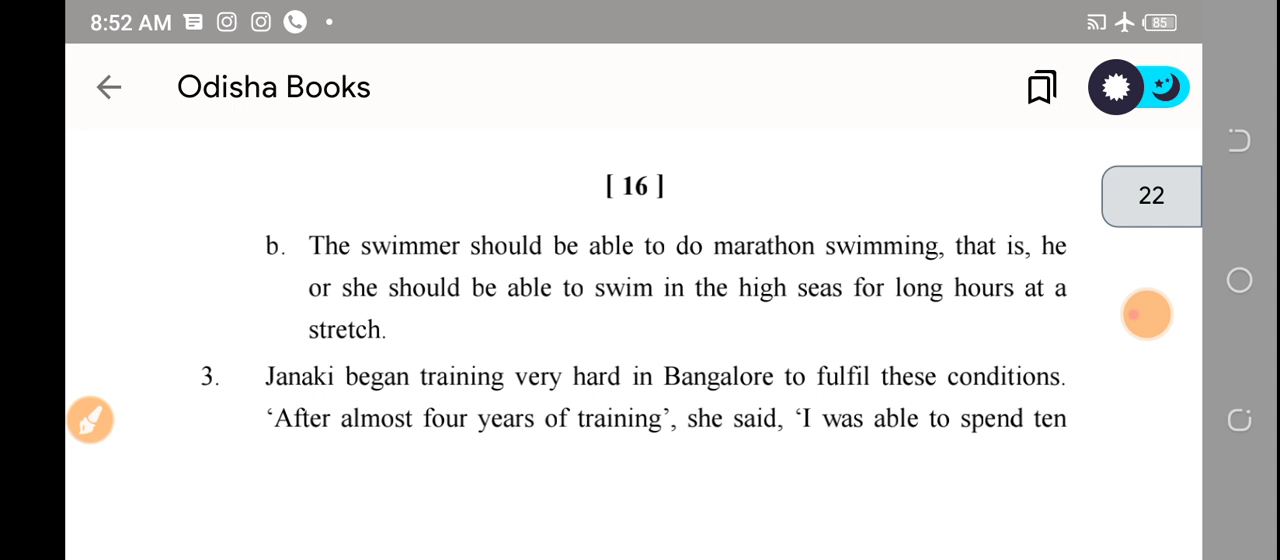 8:52 AM
85
Odisha Books
[ 16 ]
22
b. The swimmer should be able to do marathon swimming, that is, he
or she should be able to swim in the high seas for long hours at a
stretch.
3. Janaki began training very hard in Bangalore to fulfil these conditions.
‘After almost four years of training’, she said, ‘I was able to spend ten